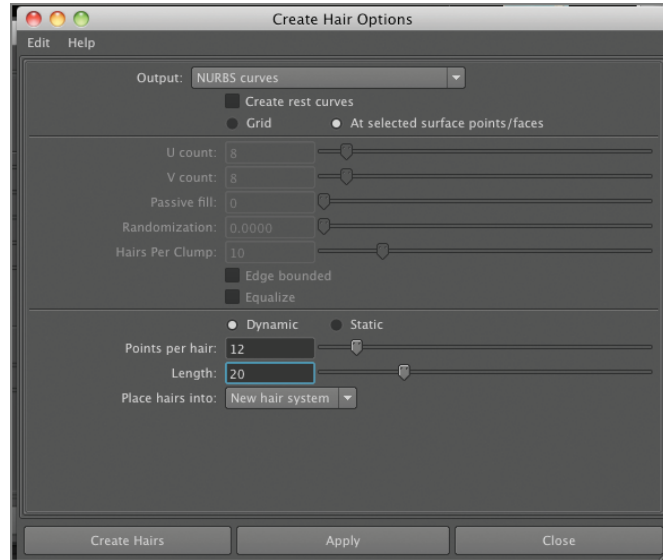 Create Hair Options
Edit Help
Output: NURBS curves
Create rest curves
Grid At selected surface points/faces
U count: 8
V count: 8
Passive fill: 0
Randomization: 0.0000
Hairs Per Clump: 10
Edge bounded
Equalize
Dynamic Static
Points per hair: 12
Length: 20
Place hairs into: New hair system
Create Hairs Apply Close